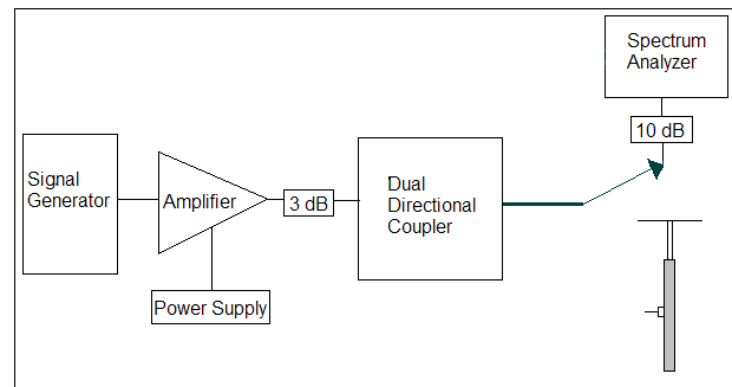 Spectrum
Analyzer
10 dB
Signal
Generator
Amplifier
3 dB
Dual
Directional
Coupler
Power Supply